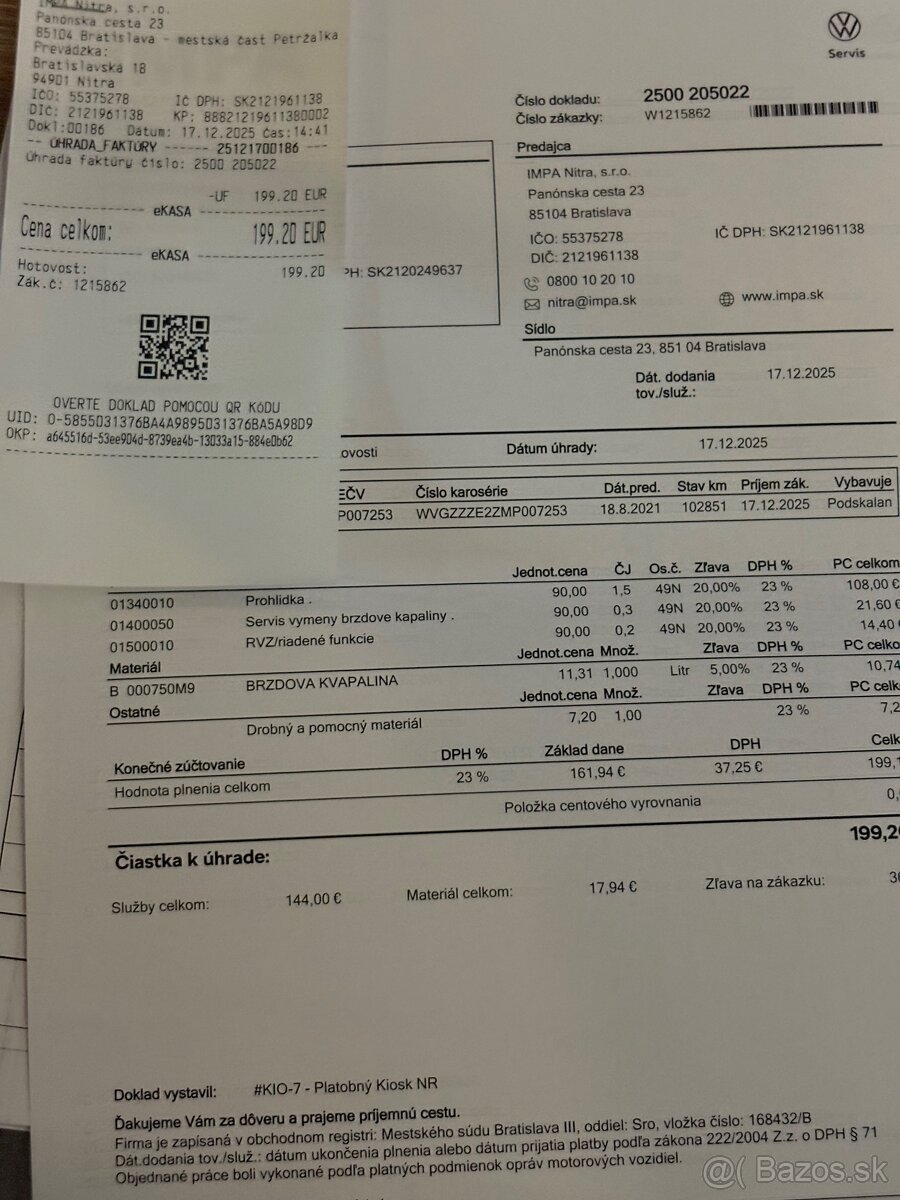 IMPA Nitra, s.r.o.
Panónska cesta 23
85104 Bratislava - mestská časť Petržalka
Prevádzka:
Bratislavská 18
94901 Nitra
IČO: 55375278 IČ DPH: SK2121961138
DIČ: 2121961138 KP: 88821219611380002
Dokl:00186 Dátum: 17.12.2025 Čas:14:41
-- ÚHRADA_FAKTÚRY ------ 25121700186 ---
Úhrada faktúry číslo: 2500 205022
-UF 199.20 EUR
eKASA
Cena celkom: 199.20 EUR
eKASA
Hotovosť: 199.20
Zák.č: 1215862
OVERTE DOKLAD POMOCOU QR KÓDU
UID: O-5855D31376BA4A9895D31376BA5A98D9
OKP: a645516d-53ee904d-8739ea4b-13033a15-884e0b62
Servis
Číslo dokladu: 2500 205022
Číslo zákazky: W1215862
Predajca
IMPA Nitra, s.r.o.
Panónska cesta 23
85104 Bratislava
IČO: 55375278 IČ DPH: SK2121961138
DIČ: 2121961138
0800 10 20 10
nitra@impa.sk www.impa.sk
PH: SK2120249637
Sídlo
Panónska cesta 23, 851 04 Bratislava
Dát. dodania 17.12.2025
tov./služ.:
ovosti Dátum úhrady: 17.12.2025
EČV Číslo karosérie Dát.pred. Stav km Príjem zák. Vybavuje
P007253 WVGZZZE2ZMP007253 18.8.2021 102851 17.12.2025 Podskalan
Jednot.cena ČJ Os.č. Zľava DPH % PC celkom
01340010 Prohlidka . 90,00 1,5 49N 20,00% 23 % 108,00 €
01400050 Servis vymeny brzdove kapaliny . 90,00 0,3 49N 20,00% 23 % 21,60 €
01500010 RVZ/riadené funkcie 90,00 0,2 49N 20,00% 23 % 14,40 €
Materiál Jednot.cena Množ. Zľava DPH % PC celko
B 000750M9 BRZDOVA KVAPALINA 11,31 1,000 Litr 5,00% 23 % 10,74
Ostatné Jednot.cena Množ. Zľava DPH % PC celk
Drobný a pomocný materiál 7,20 1,00 23 % 7,2
Konečné zúčtovanie DPH % Základ dane DPH Celk
Hodnota plnenia celkom 23 % 161,94 € 37,25 € 199,1
Položka centového vyrovnania 0,
Čiastka k úhrade: 199,20
Služby celkom: 144,00 € Materiál celkom: 17,94 € Zľava na zákazku: 36
Doklad vystavil: #KIO-7 - Platobný Kiosk NR
Ďakujeme Vám za dôveru a prajeme príjemnú cestu.
Firma je zapísaná v obchodnom registri: Mestského súdu Bratislava III, oddiel: Sro, vložka číslo: 168432/B
Dát.dodania tov./služ.: dátum ukončenia plnenia alebo dátum prijatia platby podľa zákona 222/2004 Z.z. o DPH § 71
Objednané práce boli vykonané podľa platných podmienok opráv motorových vozidiel.
@( Bazos.sk